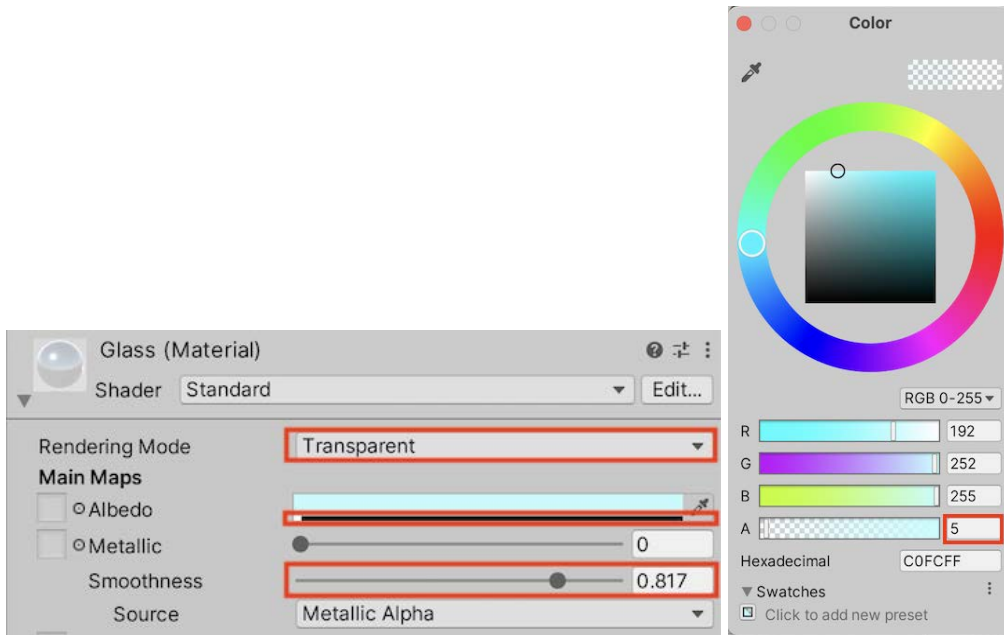 Glass (Material)
Shader Standard Edit...
Rendering Mode Transparent
Main Maps
Albedo
Metallic 0
Smoothness 0.817
Source Metallic Alpha
Color
RGB 0-255
R 192
G 252
B 255
A 5
Hexadecimal C0FCFF
Swatches
Click to add new preset